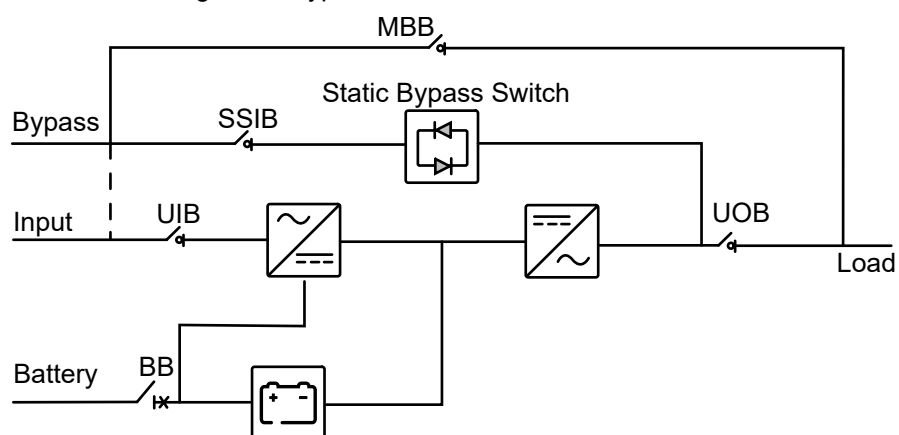 MBB
Static Bypass Switch
Bypass
SSIB
Input
UIB
UOB
Load
Battery
BB